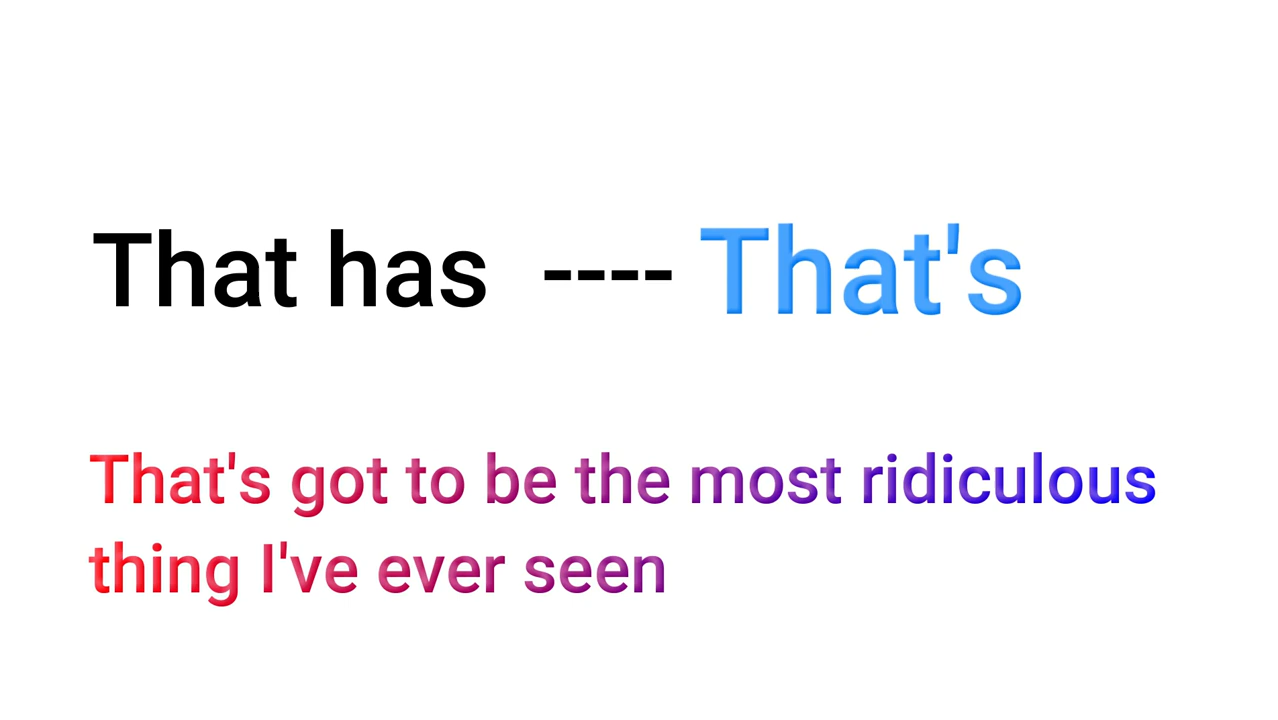 That has ---- That's
That's got to be the most ridiculous
thing I've ever seen